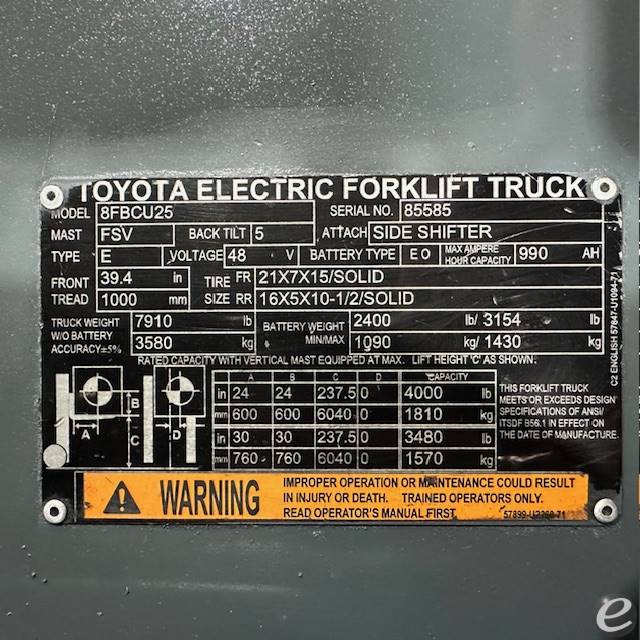 TOYOTA ELECTRIC FORKLIFT TRUCK
MODEL 8FBCU25 SERIAL NO. 85585
MAST FSV BACK TILT 5 ATTACH SIDE SHIFTER
TYPE E VOLTAGE 48 V BATTERY TYPE EO MAX AMPERE HOUR CAPACITY 990 AH
FRONT TREAD 39.4 in TIRE SIZE FR 21X7X15/SOLID
1000 mm RR 16X5X10-1/2/SOLID
TRUCK WEIGHT W/O BATTERY ACCURACY±5% 7910 lb BATTERY WEIGHT MIN/MAX 2400 lb/ 3154 lb
3580 kg 1090 kg/ 1430 kg
RATED CAPACITY WITH VERTICAL MAST EQUIPPED AT MAX. LIFT HEIGHT 'C' AS SHOWN.
A B C D CAPACITY
in 24 24 237.5 0 4000 lb
mm 600 600 6040 0 1810 kg
in 30 30 237.5 0 3480 lb
mm 760 760 6040 0 1570 kg
A B C D
THIS FORKLIFT TRUCK
MEETS OR EXCEEDS DESIGN
SPECIFICATIONS OF ANSI/
ITSDF B56.1 IN EFFECT ON
THE DATE OF MANUFACTURE.
C2 ENGLISH 57847-U1094-71
WARNING
IMPROPER OPERATION OR MAINTENANCE COULD RESULT
IN INJURY OR DEATH. TRAINED OPERATORS ONLY.
READ OPERATOR'S MANUAL FIRST.
57899-U2260-71
e